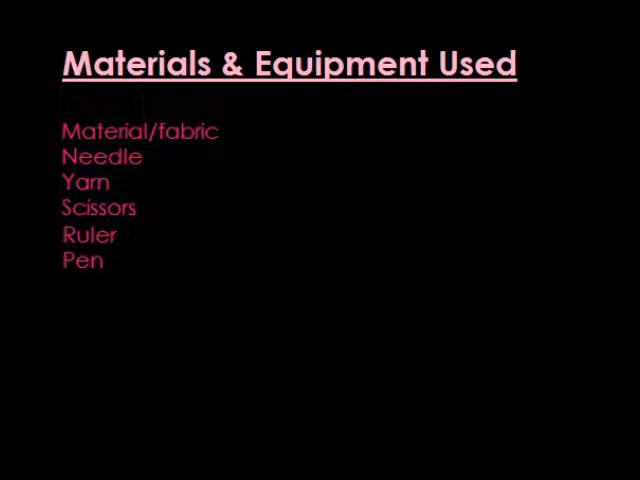 Materials & Equipment Used
Material/fabric
Needle
Yarn
Scissors
Ruler
Pen